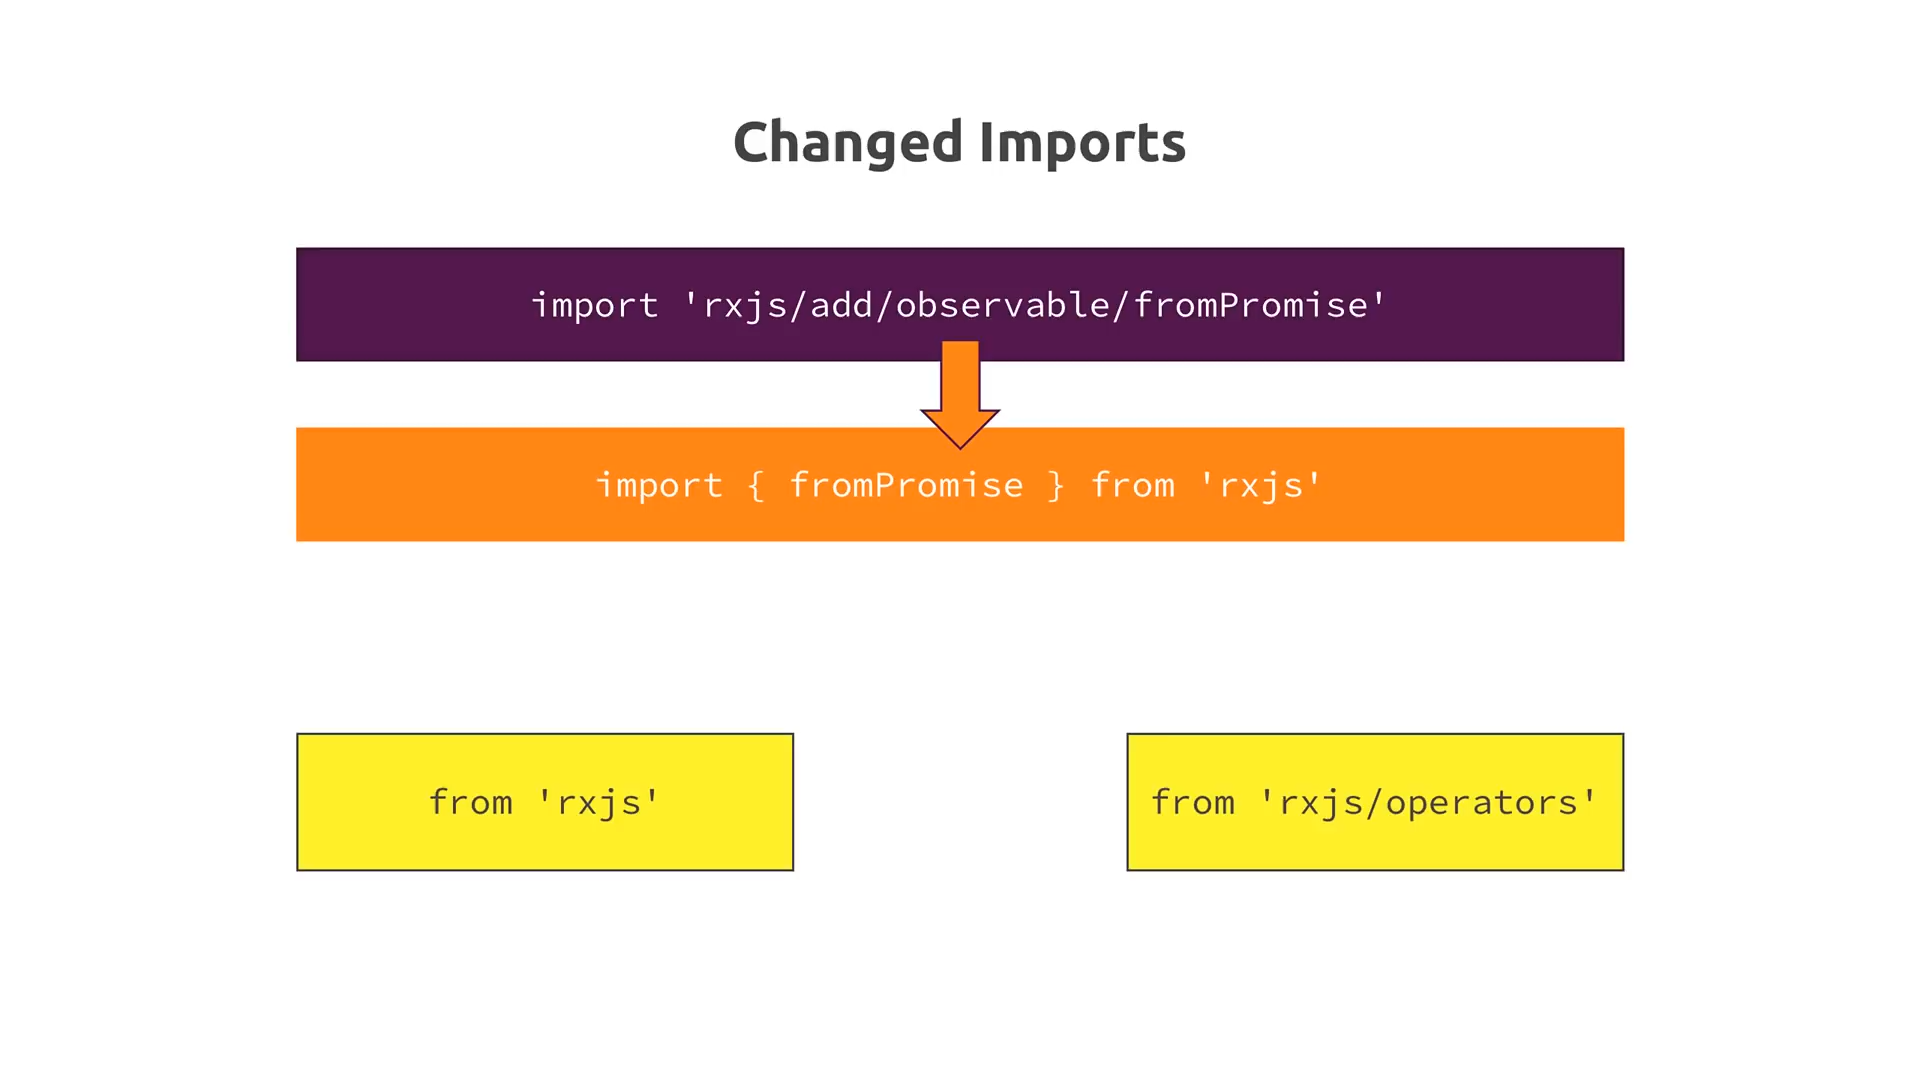 Changed Imports
import 'rxjs/add/observable/fromPromise'
import { fromPromise } from 'rxjs'
from 'rxjs'
from 'rxjs/operators'